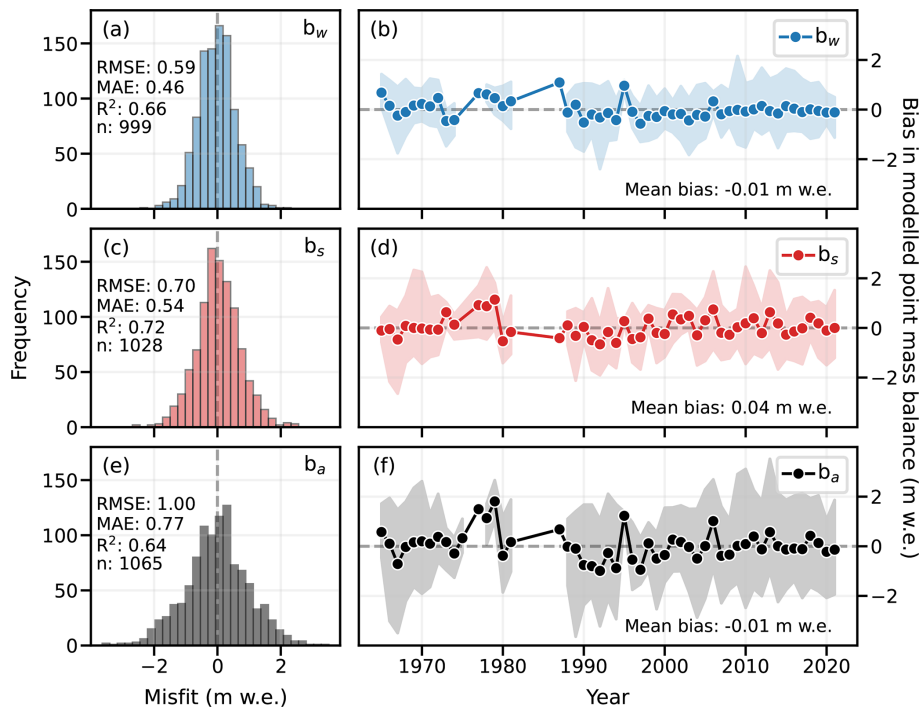 (a)
b_w
RMSE: 0.59
MAE: 0.46
R²: 0.66
n: 999
150
100
50
0
(b)
b_w
Mean bias: -0.01 m w.e.
2
0
−2
(c)
b_s
RMSE: 0.70
MAE: 0.54
R²: 0.72
n: 1028
150
100
50
0
Frequency
(d)
b_s
Mean bias: 0.04 m w.e.
2
0
−2
Bias in modelled point mass balance (m w.e.)
(e)
b_a
RMSE: 1.00
MAE: 0.77
R²: 0.64
n: 1065
150
100
50
0
−2
0
2
Misfit (m w.e.)
(f)
b_a
Mean bias: -0.01 m w.e.
2
0
−2
1970
1980
1990
2000
2010
2020
Year